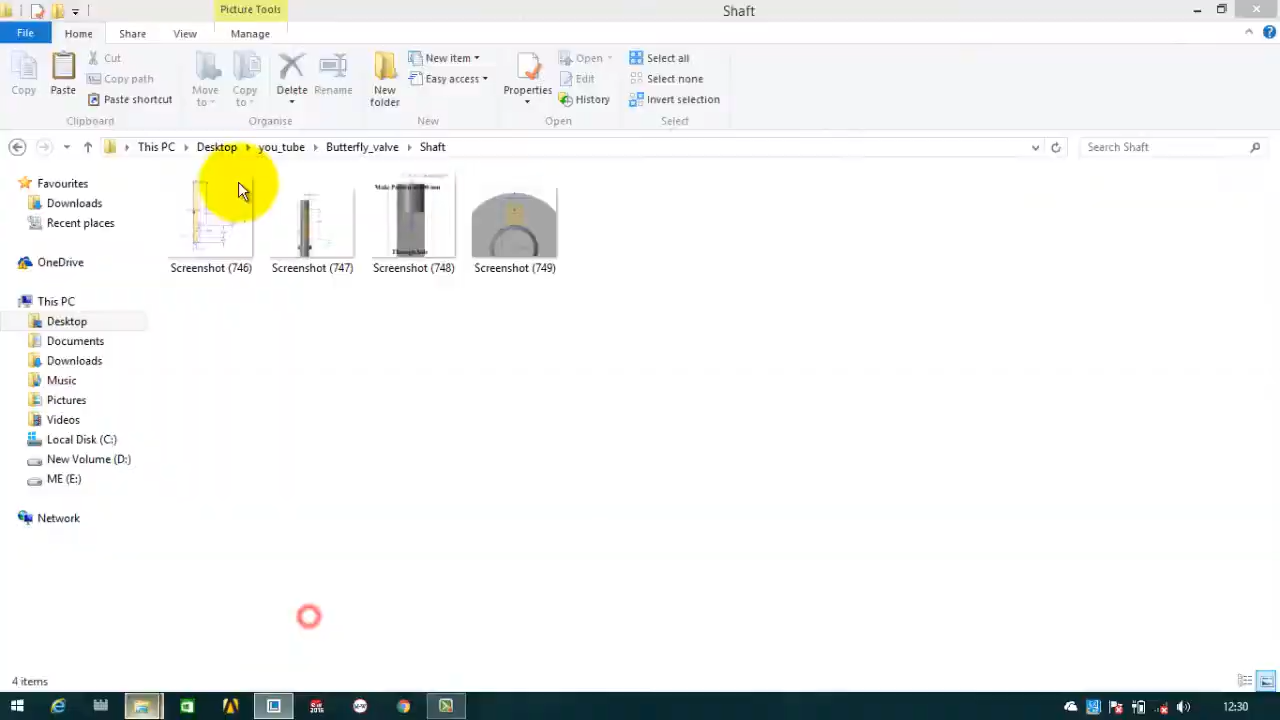 Picture Tools
Shaft
File
Home
Share
View
Manage
Copy
Paste
Cut
Copy path
Paste shortcut
Clipboard
Move to
Copy to
Delete
Rename
Organise
New folder
New item
Easy access
New
Properties
Open
Edit
History
Open
Select all
Select none
Invert selection
Select
This PC
Desktop
you_tube
Butterfly_valve
Shaft
Search Shaft
Favourites
Downloads
Recent places
OneDrive
This PC
Desktop
Documents
Downloads
Music
Pictures
Videos
Local Disk (C:)
New Volume (D:)
ME (E:)
Network
Through hole
Screenshot (746)
Screenshot (747)
Screenshot (748)
Screenshot (749)
4 items
12:30